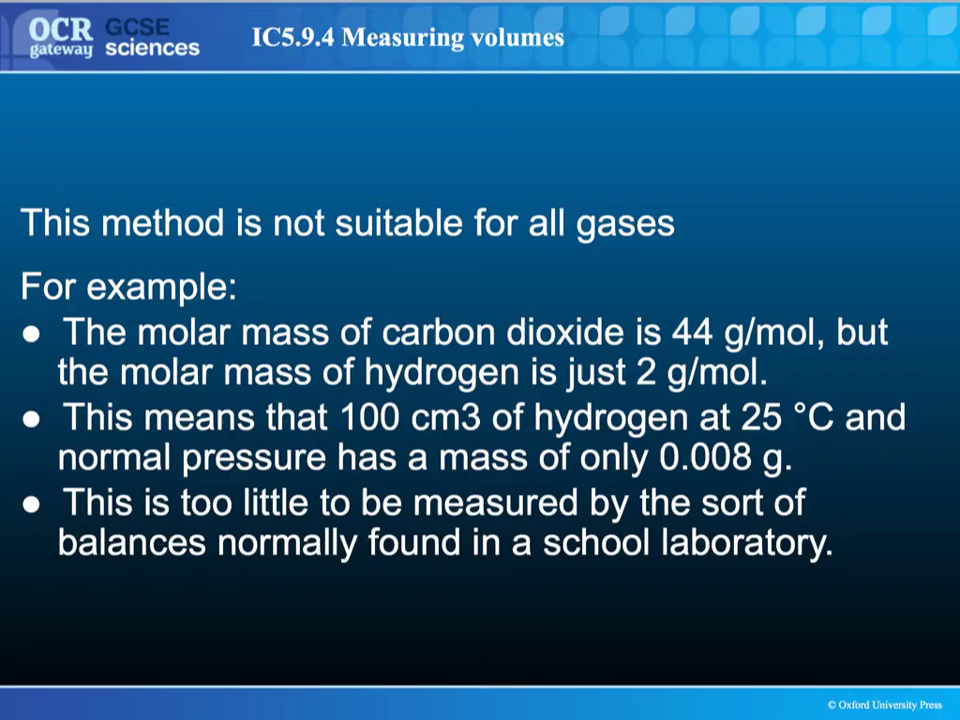 OCR
gateway
GCSE
sciences
IC5.9.4 Measuring volumes
This method is not suitable for all gases
For example:
● The molar mass of carbon dioxide is 44 g/mol, but
the molar mass of hydrogen is just 2 g/mol.
● This means that 100 cm3 of hydrogen at 25 °C and
normal pressure has a mass of only 0.008 g.
● This is too little to be measured by the sort of
balances normally found in a school laboratory.
© Oxford University Press